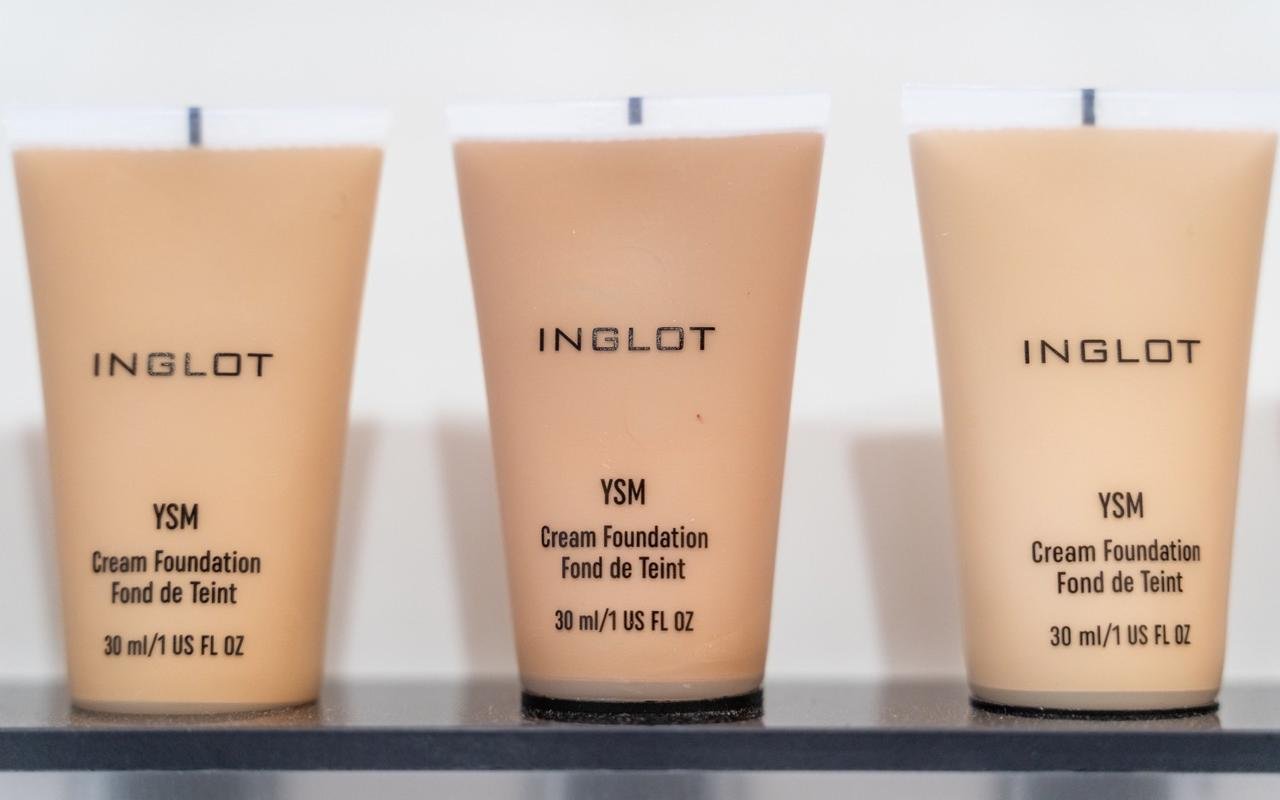 INGLOT
YSM
Cream Foundation
Fond de Teint
30 ml/1 US FL OZ
INGLOT
YSM
Cream Foundation
Fond de Teint
30 ml/1 US FL OZ
INGLOT
YSM
Cream Foundation
Fond de Teint
30 ml/1 US FL OZ